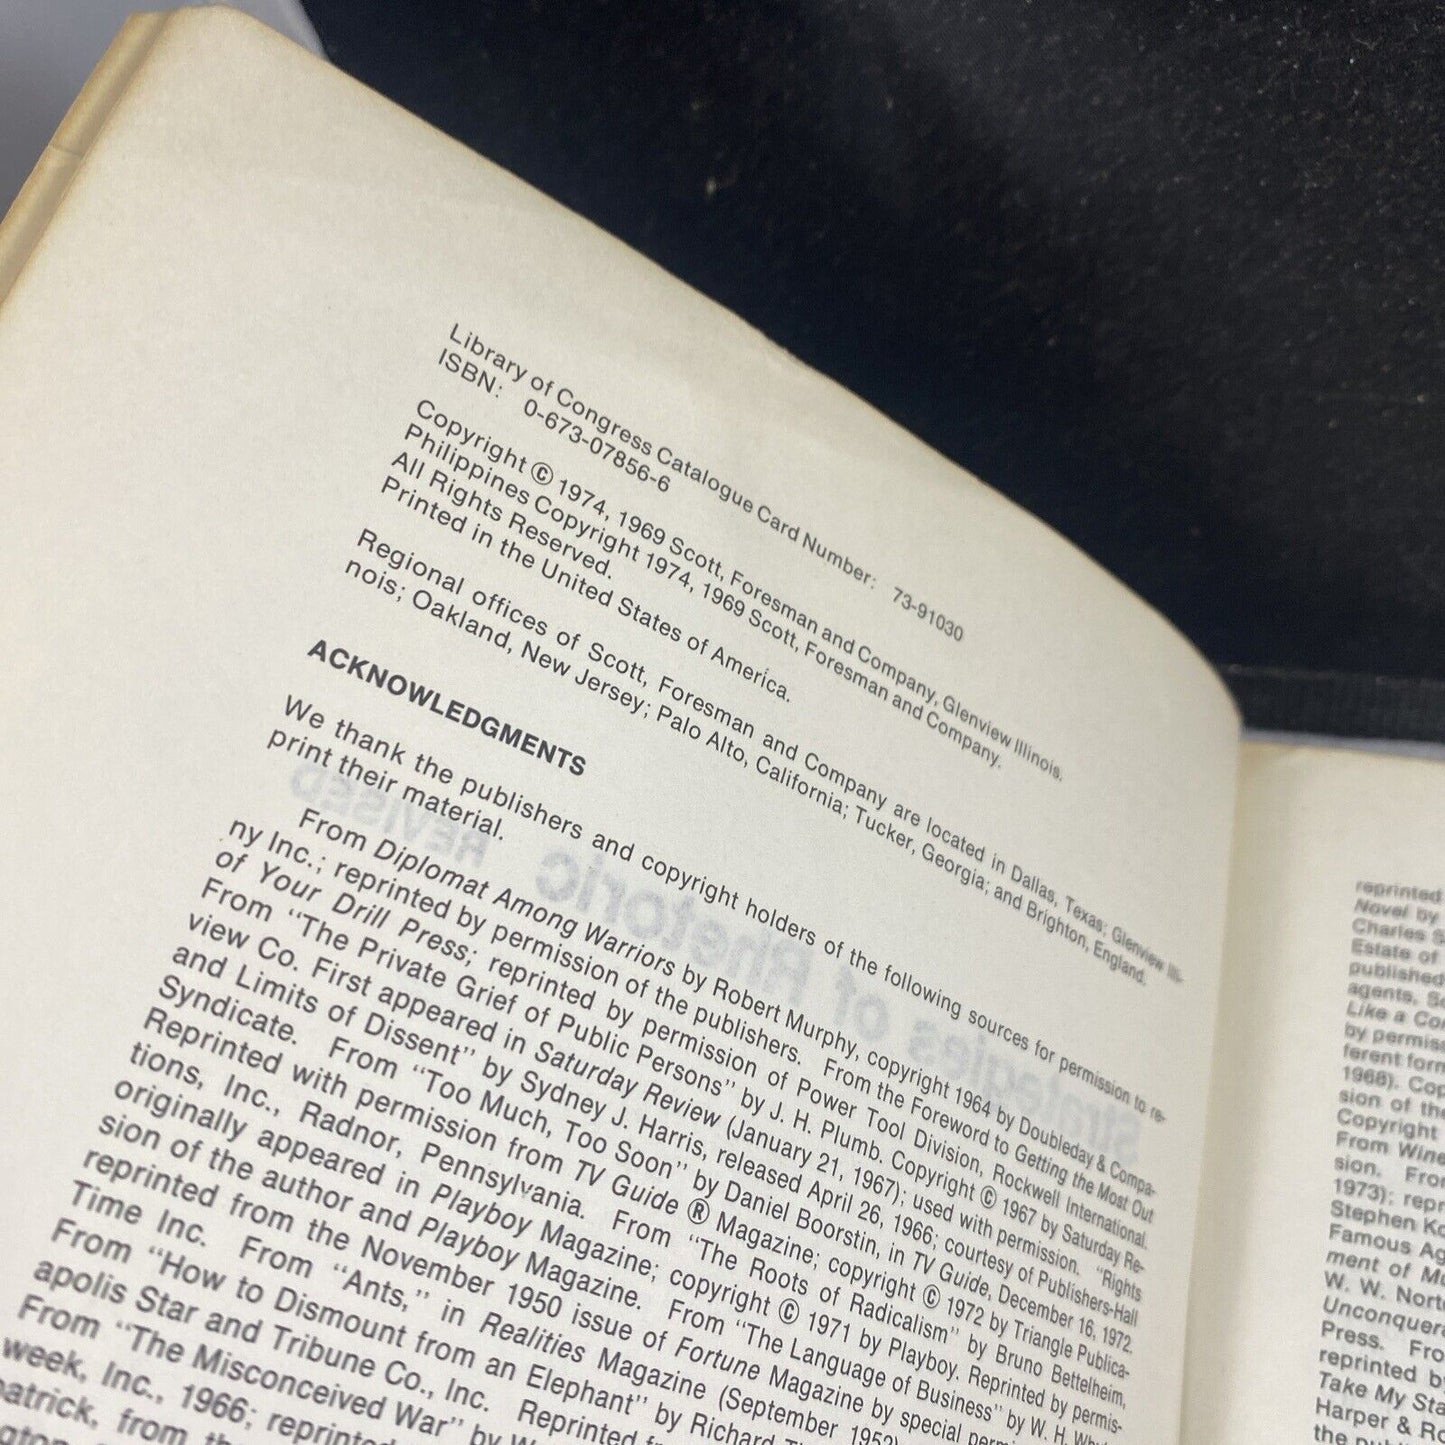 Library of Congress Catalogue Card Number: 73-91030
ISBN: 0-673-07856-6
Copyright © 1974, 1969 Scott, Foresman and Company, Glenview Illinois.
Philippines Copyright 1974, 1969 Scott, Foresman and Company.
All Rights Reserved.
Printed in the United States of America.
Regional offices of Scott, Foresman and Company are located in Dallas, Texas; Glenview Illi-
nois; Oakland, New Jersey; Palo Alto, California; Tucker, Georgia; and Brighton, England.
ACKNOWLEDGMENTS
We thank the publishers and copyright holders of the following sources for permission to re-
print their material.
From Diplomat Among Warriors by Robert Murphy, copyright 1964 by Doubleday & Compa-
ny Inc.; reprinted by permission of the publishers. From the Foreword to Getting the Most Out
of Your Drill Press; reprinted by permission of Power Tool Division, Rockwell International.
From "The Private Grief of Public Persons" by J. H. Plumb. Copyright © 1967 by Saturday Re-
view Co. First appeared in Saturday Review (January 21, 1967); used with permission. "Rights
and Limits of Dissent" by Sydney J. Harris, released April 26, 1966; courtesy of Publishers-Hall
Syndicate. From "Too Much, Too Soon" by Daniel Boorstin, in TV Guide, December 16, 1972.
Reprinted with permission from TV Guide ® Magazine; copyright © 1972 by Triangle Publica-
tions, Inc., Radnor, Pennsylvania. From "The Roots of Radicalism" by Bruno Bettelheim,
originally appeared in Playboy Magazine; copyright © 1971 by Playboy. Reprinted by permis-
sion of the author and Playboy Magazine. From "The Language of Business" by W. H.
reprinted from the November 1950 issue of Fortune Magazine by special
Time Inc. From "Ants," in Realities Magazine (September 1952)
From "How to Dismount from an Elephant" by Richard
apolis Star and Tribune Co., Inc. Reprinted
From "The Misconceived War" by
week, Inc., 1966; reprinted
from
reprinted
Novel by
Charles
Estate of
published
agents,
Like a
by
ferent form
1968).
sion of the
Copyright
From
sion. From
1973);
Stephen
Famous
ment of
W. W.
Press.
reprinted by
Take My
Harper &
the